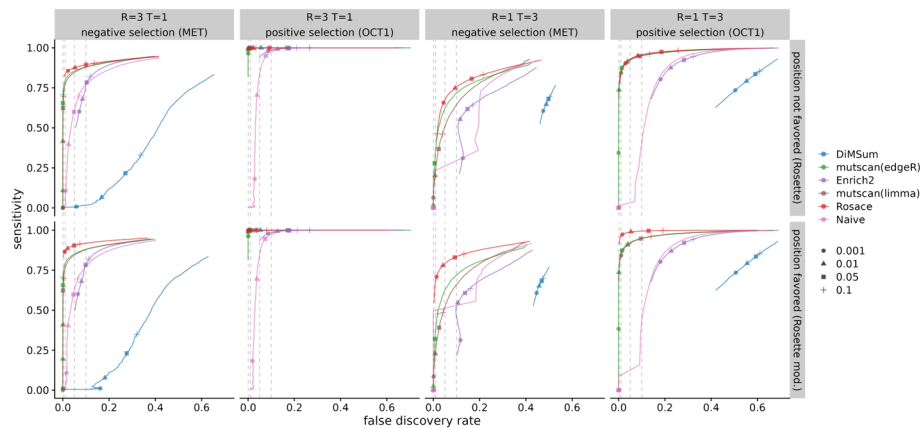 R=3 T=1
negative selection (MET)
R=3 T=1
positive selection (OCT1)
R=1 T=3
negative selection (MET)
R=1 T=3
positive selection (OCT1)
1.00
0.75
0.50
0.25
0.00
position not favored (Rosette)
1.00
0.75
0.50
0.25
0.00
position favored (Rosette mod.)
sensitivity
0.0 0.2 0.4 0.6
0.0 0.2 0.4 0.6
0.0 0.2 0.4 0.6
0.0 0.2 0.4 0.6
false discovery rate
DiMSum
mutscan(edgeR)
Enrich2
mutscan(limma)
Rosace
Naive
0.001
0.01
0.05
0.1